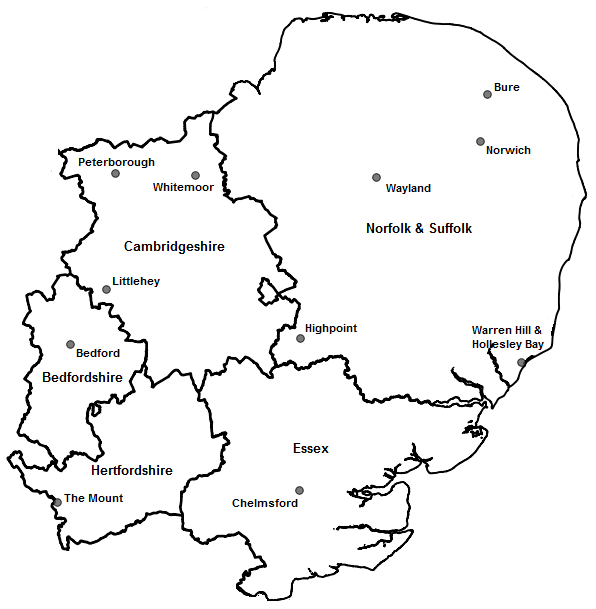 Bure
Norwich
Peterborough
Whitemoor
Wayland
Norfolk & Suffolk
Cambridgeshire
Littlehey
Highpoint
Warren Hill &
Hollesley Bay
Bedford
Bedfordshire
Essex
Hertfordshire
The Mount
Chelmsford